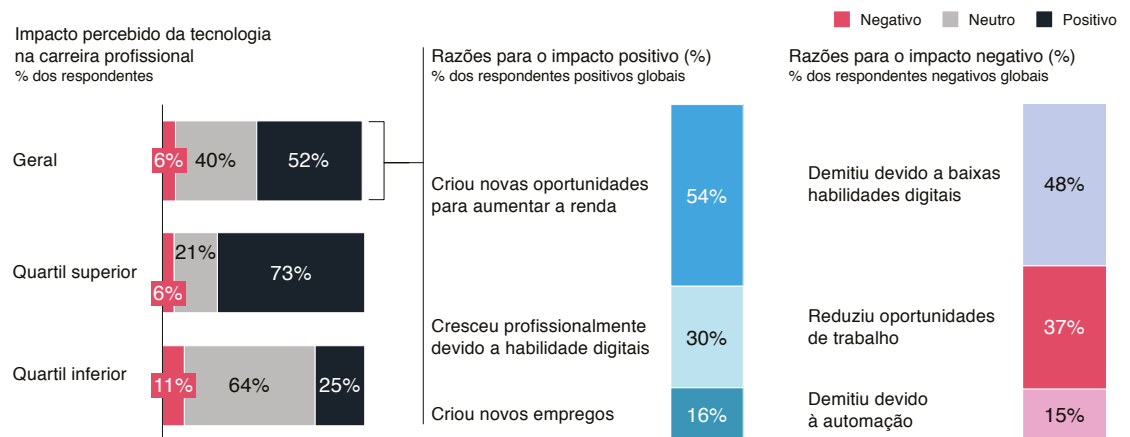 Negativo Neutro Positivo
Impacto percebido da tecnologia
na carreira profissional
% dos respondentes
Geral
6% 40% 52%
Quartil superior
6% 21% 73%
Quartil inferior
11% 64% 25%
Razões para o impacto positivo (%)
% dos respondentes positivos globais
Criou novas oportunidades
para aumentar a renda
54%
Cresceu profissionalmente
devido a habilidade digitais
30%
Criou novos empregos
16%
Razões para o impacto negativo (%)
% dos respondentes negativos globais
Demitiu devido a baixas
habilidades digitais
48%
Reduziu oportunidades
de trabalho
37%
Demitiu devido
à automação
15%